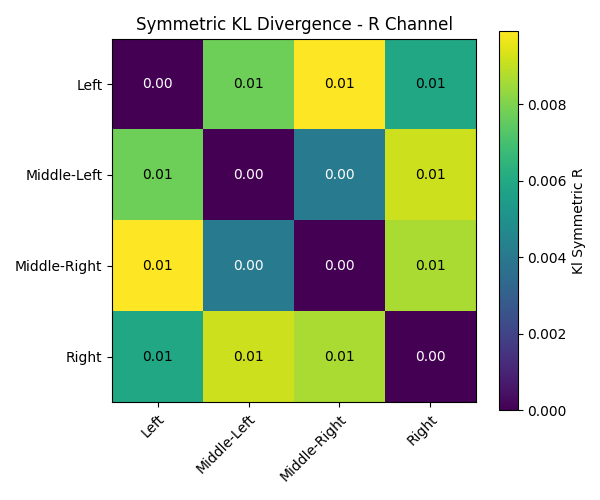 Symmetric KL Divergence - R Channel
Left
0.00 0.01 0.01 0.01
Middle-Left
0.01 0.00 0.00 0.01
Middle-Right
0.01 0.00 0.00 0.01
Right
0.01 0.01 0.01 0.00
Left Middle-Left Middle-Right Right
0.008
0.006
0.004
0.002
0.000
Kl Symmetric R